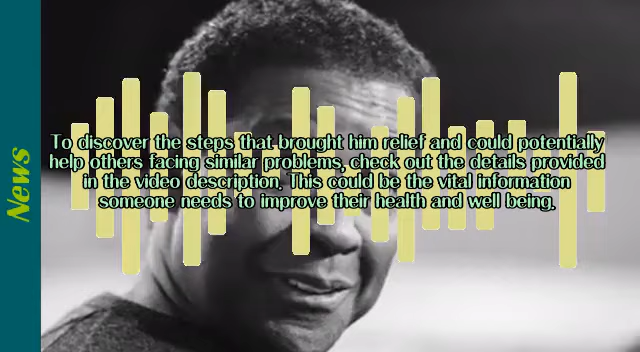 News
To discover the steps that brought him relief and could potentially
help others facing similar problems, check out the details provided
in the video description. This could be the vital information
someone needs to improve their health and well being.